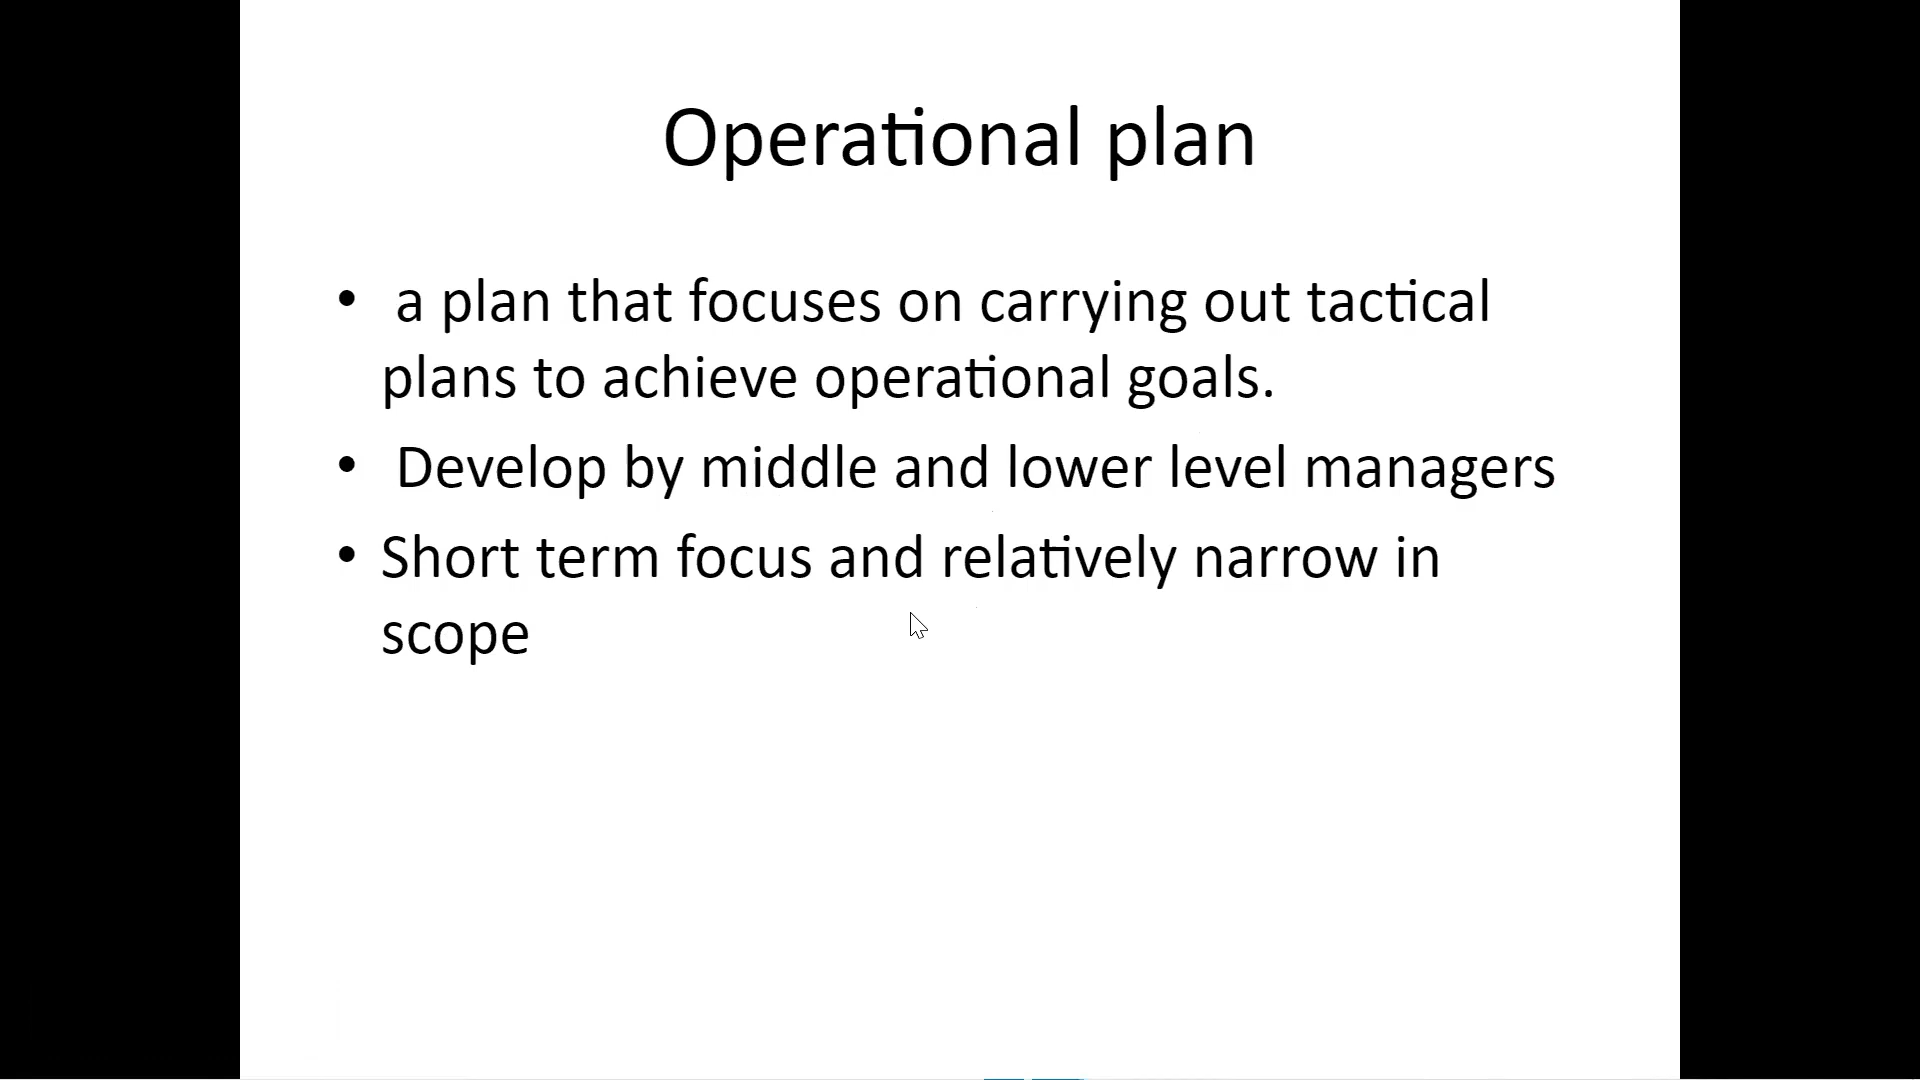 Operational plan
• a plan that focuses on carrying out tactical
plans to achieve operational goals.
• Develop by middle and lower level managers
• Short term focus and relatively narrow in
scope